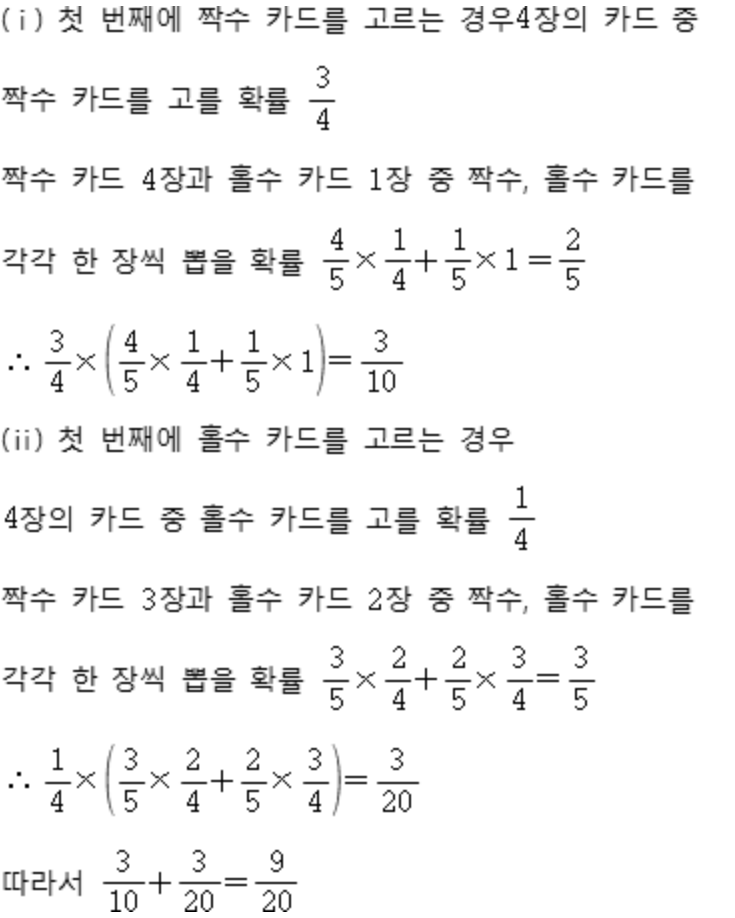 (ⅰ) 첫 번째에 짝수 카드를 고르는 경우4장의 카드 중
짝수 카드를 고를 확률 3/4
짝수 카드 4장과 홀수 카드 1장 중 짝수, 홀수 카드를
각각 한 장씩 뽑을 확률 4/5×1/4+1/5×1=2/5
∴ 3/4×(4/5×1/4+1/5×1)=3/10
(ⅱ) 첫 번째에 홀수 카드를 고르는 경우
4장의 카드 중 홀수 카드를 고를 확률 1/4
짝수 카드 3장과 홀수 카드 2장 중 짝수, 홀수 카드를
각각 한 장씩 뽑을 확률 3/5×2/4+2/5×3/4=3/5
∴ 1/4×(3/5×2/4+2/5×3/4)=3/20
따라서 3/10+3/20=9/20